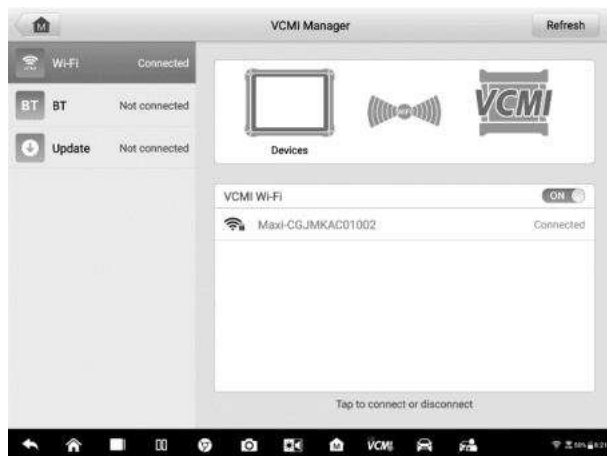 VCMI Manager
Refresh
Wi-Fi Connected
BT BT Not connected
Update Not connected
VCMI
Devices
VCMI Wi-Fi ON
Maxi-CGJMKAC01002 Connected
Tap to connect or disconnect
VCMI